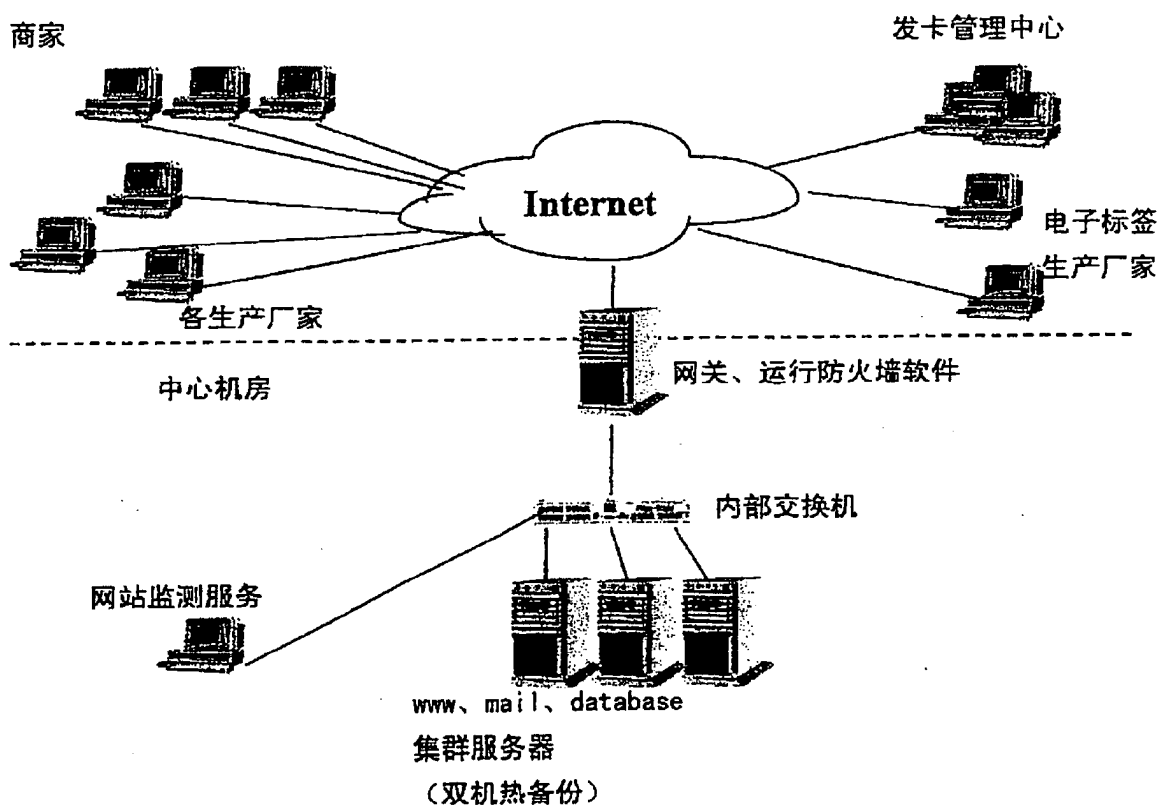 商家
发卡管理中心
Internet
电子标签
生产厂家
各生产厂家
中心机房
网关、运行防火墙软件
内部交换机
网站监测服务
www、mail、database
集群服务器
（双机热备份）